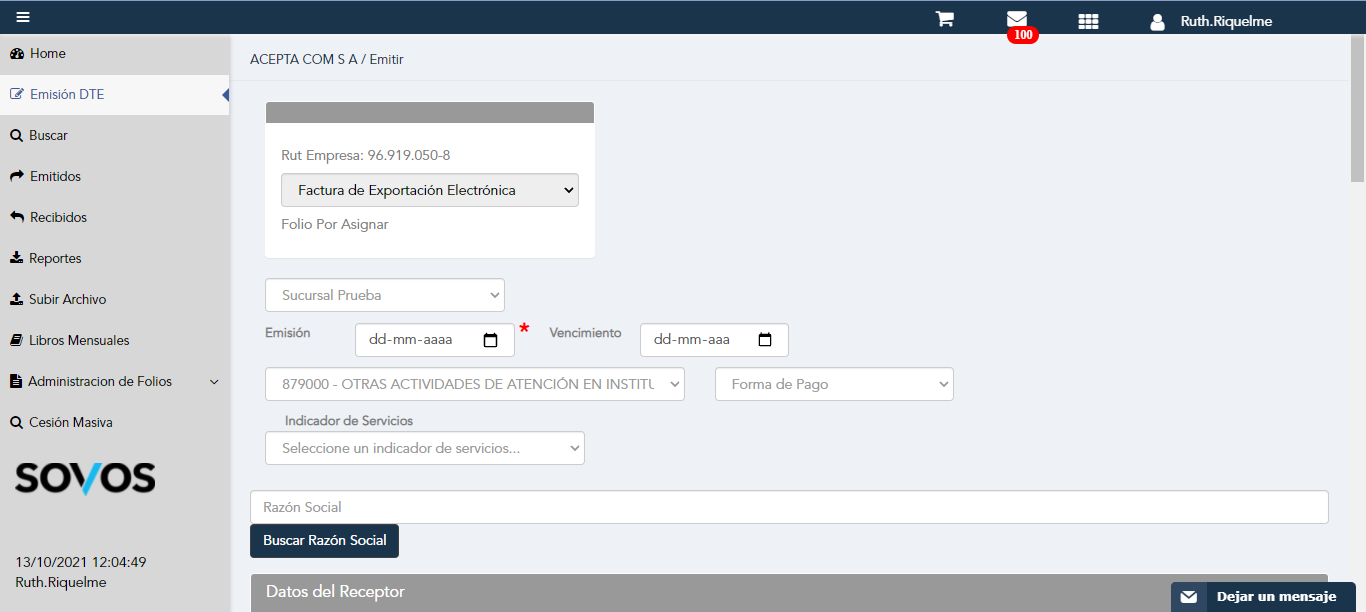 Ruth.Riquelme
100
Home
Emisión DTE
Buscar
Emitidos
Recibidos
Reportes
Subir Archivo
Libros Mensuales
Administracion de Folios
Cesión Masiva
SOVOS
13/10/2021 12:04:49
Ruth.Riquelme
ACEPTA COM S A / Emitir
Rut Empresa: 96.919.050-8
Factura de Exportación Electrónica
Folio Por Asignar
Sucursal Prueba
Emisión dd-mm-aaaa * Vencimiento dd-mm-aaa
879000 - OTRAS ACTIVIDADES DE ATENCIÓN EN INSTITU Forma de Pago
Indicador de Servicios
Seleccione un indicador de servicios...
Razón Social
Buscar Razón Social
Datos del Receptor
Dejar un mensaje